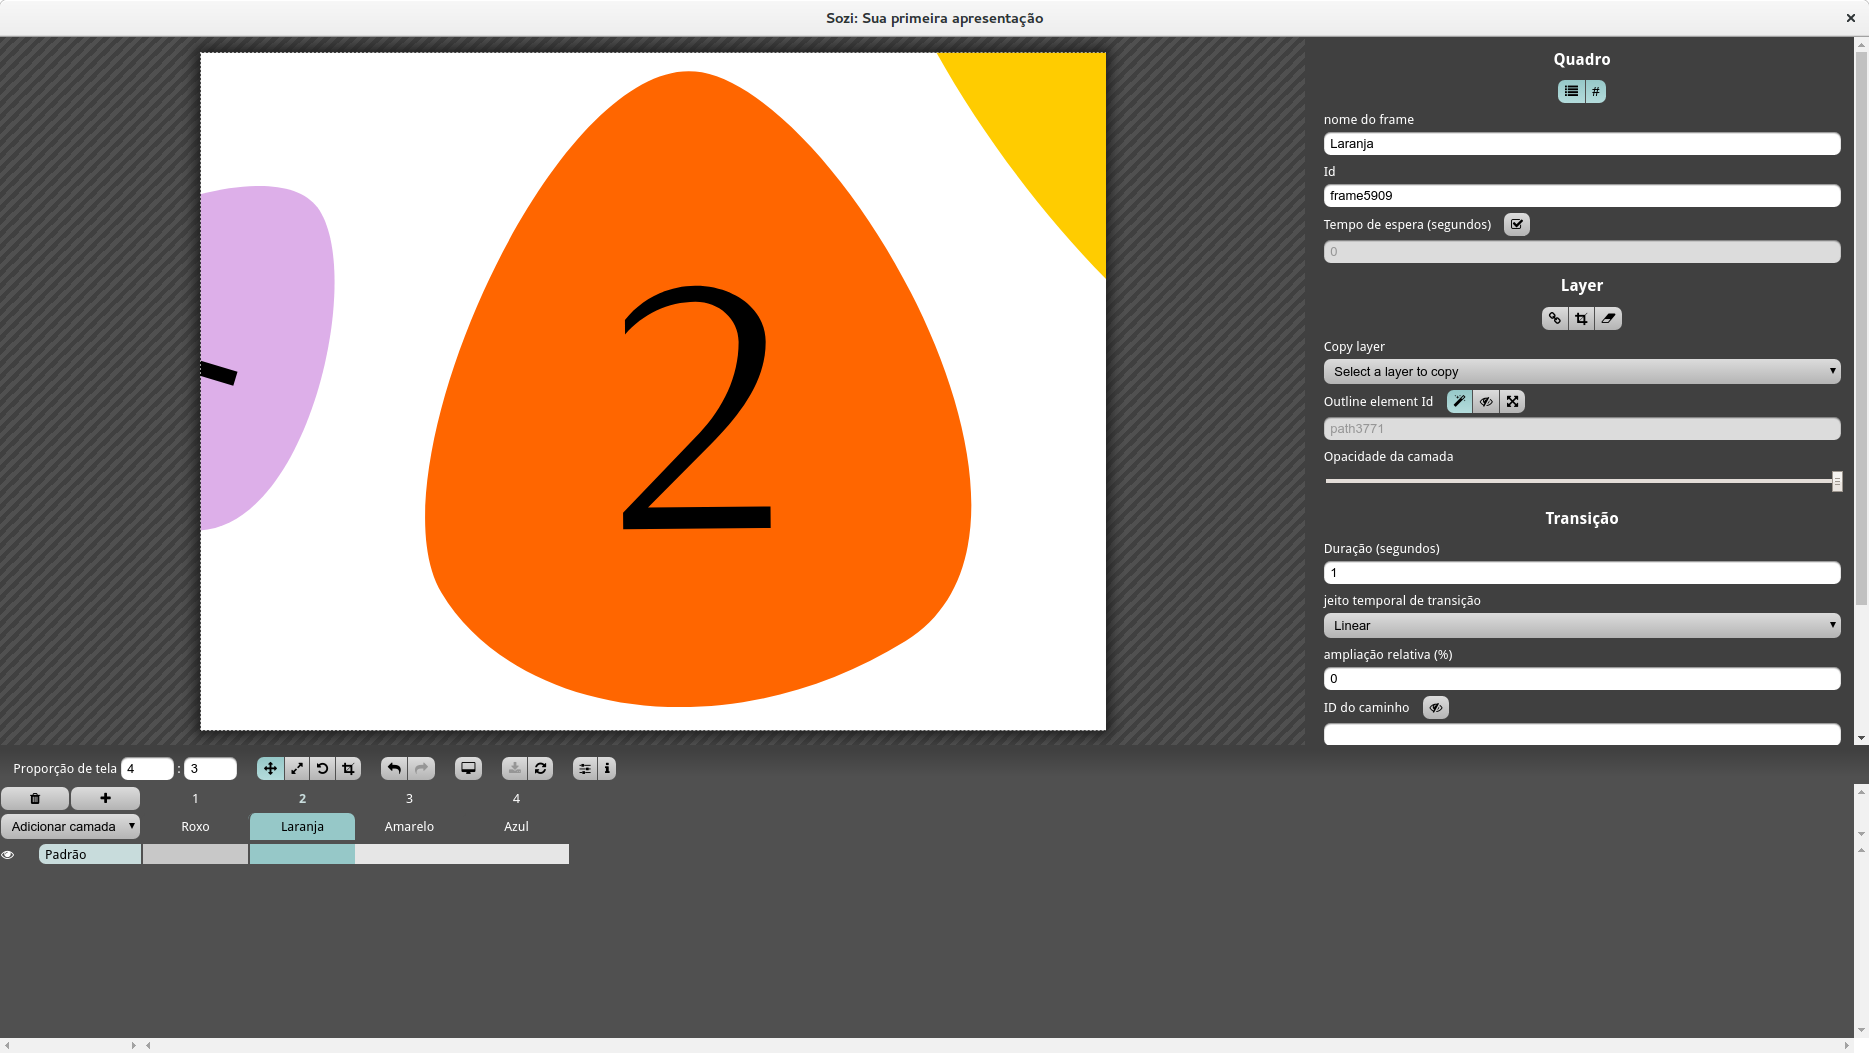 Sozi: Sua primeira apresentação
2
Quadro
#
nome do frame
Laranja
Id
frame5909
Tempo de espera (segundos)
0
Layer
Copy layer
Select a layer to copy
Outline element Id
path3771
Opacidade da camada
Transição
Duração (segundos)
1
jeito temporal de transição
Linear
ampliação relativa (%)
0
ID do caminho
Proporção de tela 4 : 3
1 2 3 4
Adicionar camada Roxo Laranja Amarelo Azul
Padrão